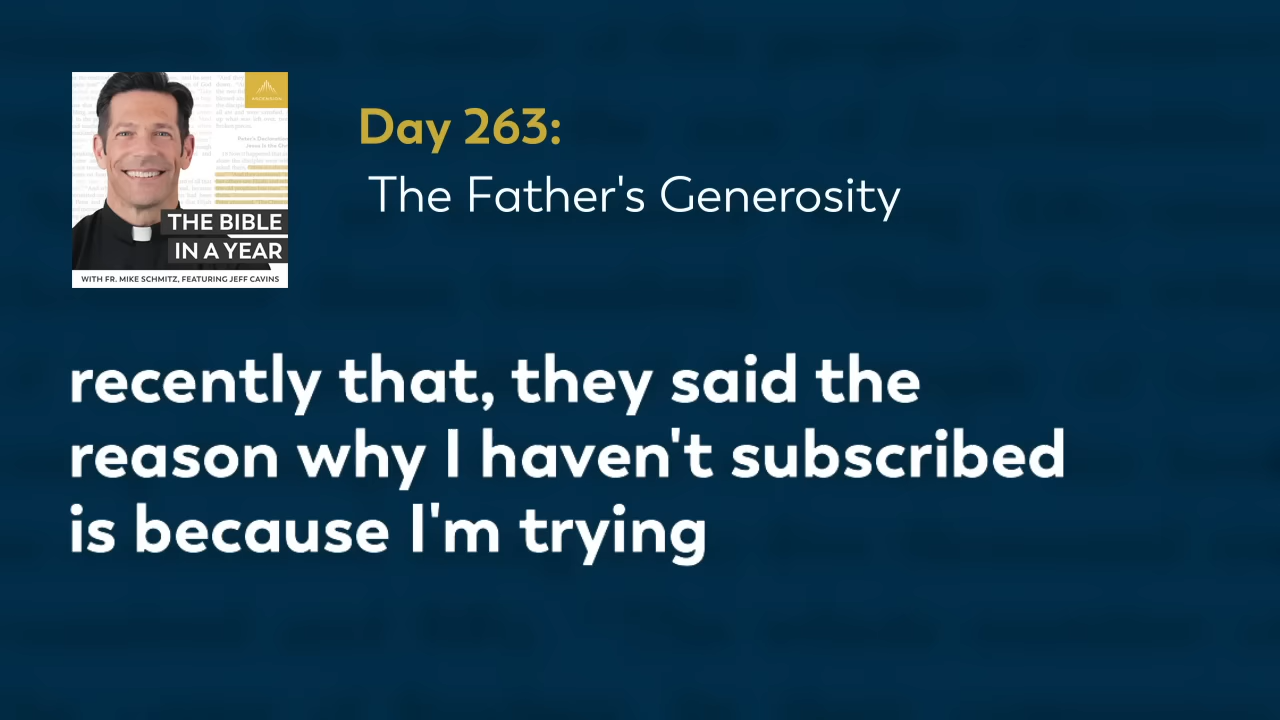 ASCENSION
THE BIBLE
IN A YEAR
WITH FR. MIKE SCHMITZ, FEATURING JEFF CAVINS
Day 263:
The Father's Generosity
recently that, they said the
reason why I haven't subscribed
is because I'm trying